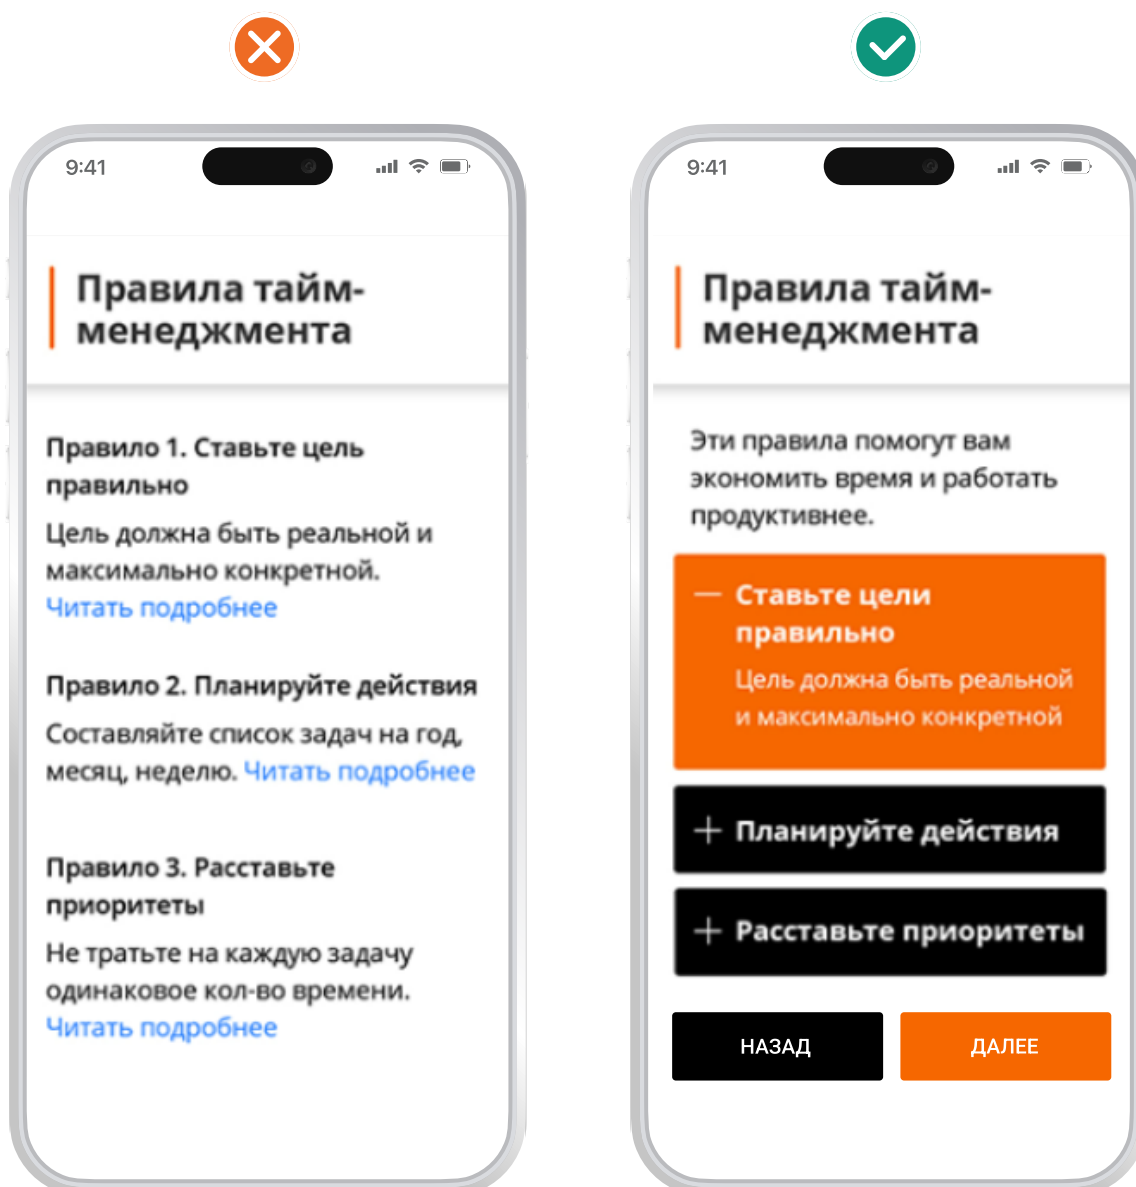 9:41
Правила тайм-
менеджмента
Правило 1. Ставьте цель
правильно
Цель должна быть реальной и
максимально конкретной.
Читать подробнее
Правило 2. Планируйте действия
Составляйте список задач на год,
месяц, неделю. Читать подробнее
Правило 3. Расставьте
приоритеты
Не тратьте на каждую задачу
одинаковое кол-во времени.
Читать подробнее
9:41
Правила тайм-
менеджмента
Эти правила помогут вам
экономить время и работать
продуктивнее.
Ставьте цели
правильно
Цель должна быть реальной
и максимально конкретной
Планируйте действия
Расставьте приоритеты
НАЗАД
ДАЛЕЕ